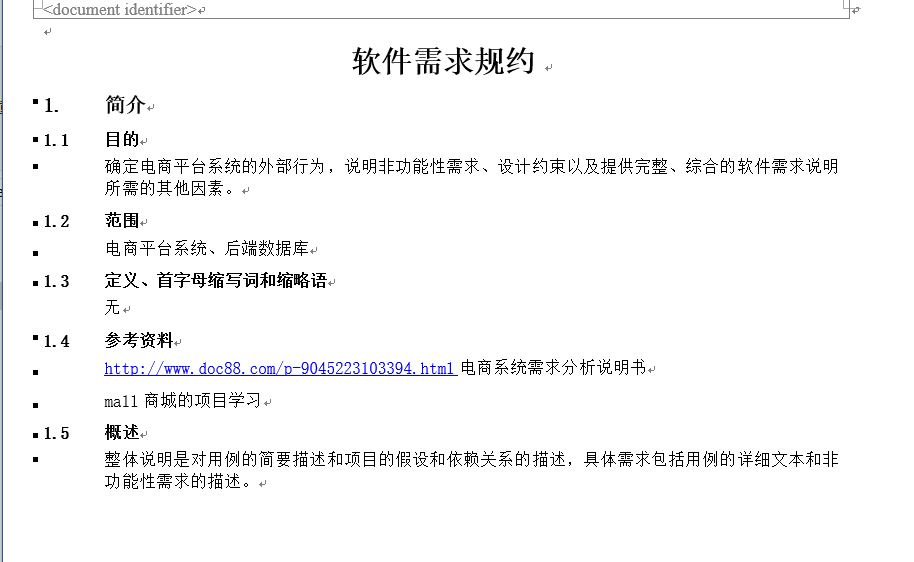 <document identifier>
软件需求规约
1. 简介
1.1 目的
确定电商平台系统的外部行为，说明非功能性需求、设计约束以及提供完整、综合的软件需求说明
所需的其他因素。
1.2 范围
电商平台系统、后端数据库
1.3 定义、首字母缩写词和缩略语
无
1.4 参考资料
http://www.doc88.com/p-9045223103394.html 电商系统需求分析说明书
mall 商城的项目学习
1.5 概述
整体说明是对用例的简要描述和项目的假设和依赖关系的描述，具体需求包括用例的详细文本和非
功能性需求的描述。